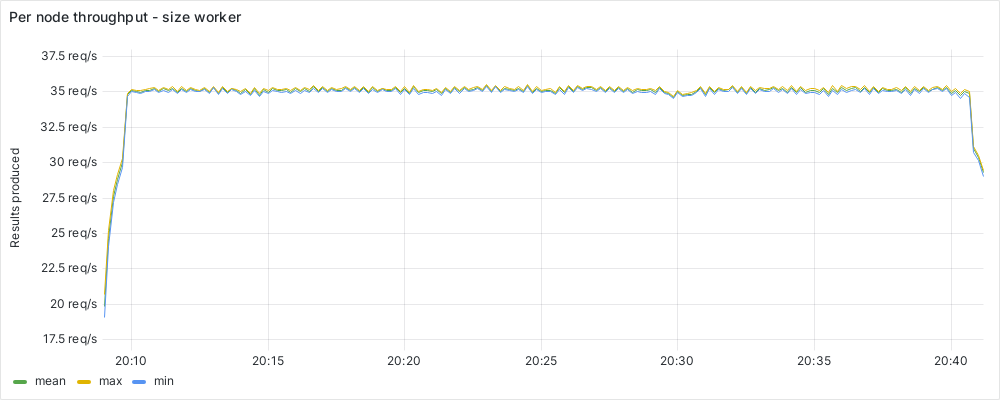 Per node throughput - size worker
Results produced
37.5 req/s
35 req/s
32.5 req/s
30 req/s
27.5 req/s
25 req/s
22.5 req/s
20 req/s
17.5 req/s
20:10 20:15 20:20 20:25 20:30 20:35 20:40
mean max min